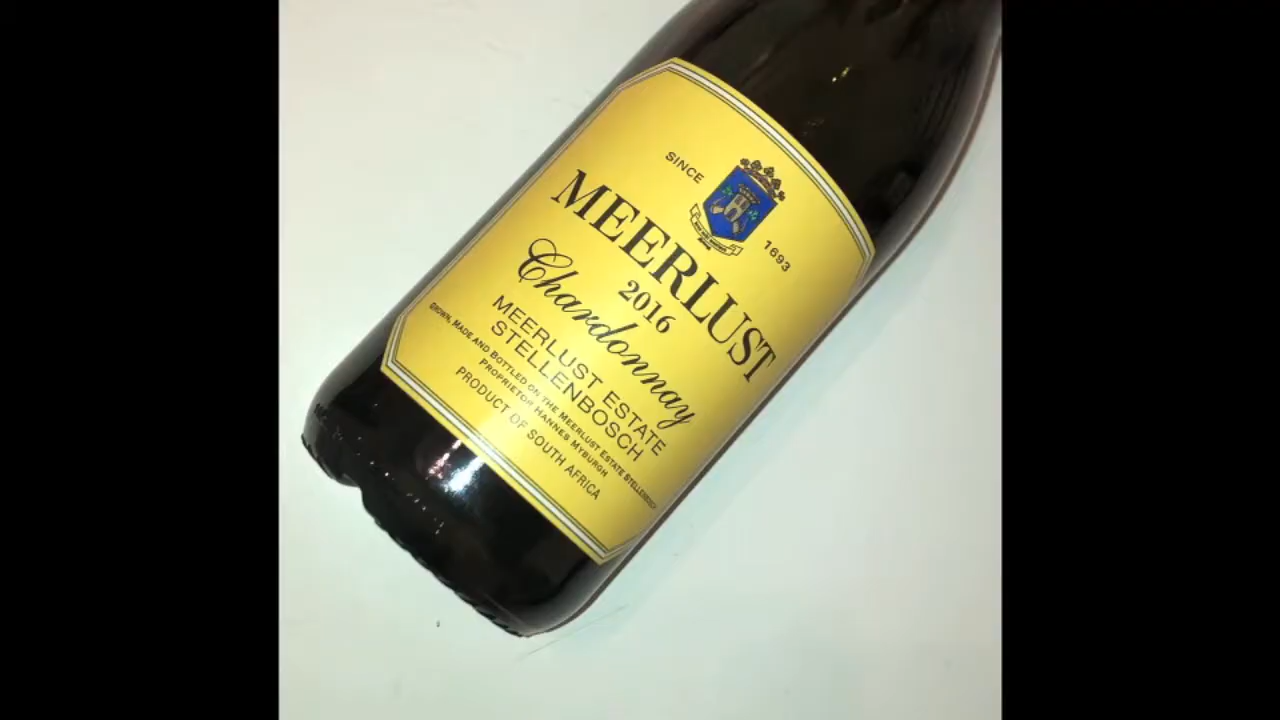 SINCE 1693
MEERLUST
2016
Chardonnay
MEERLUST ESTATE
STELLENBOSCH
GROWN, MADE AND BOTTLED ON THE MEERLUST ESTATE STELLENBOSCH
PROPRIETOR HANNES MYBURGH
PRODUCT OF SOUTH AFRICA